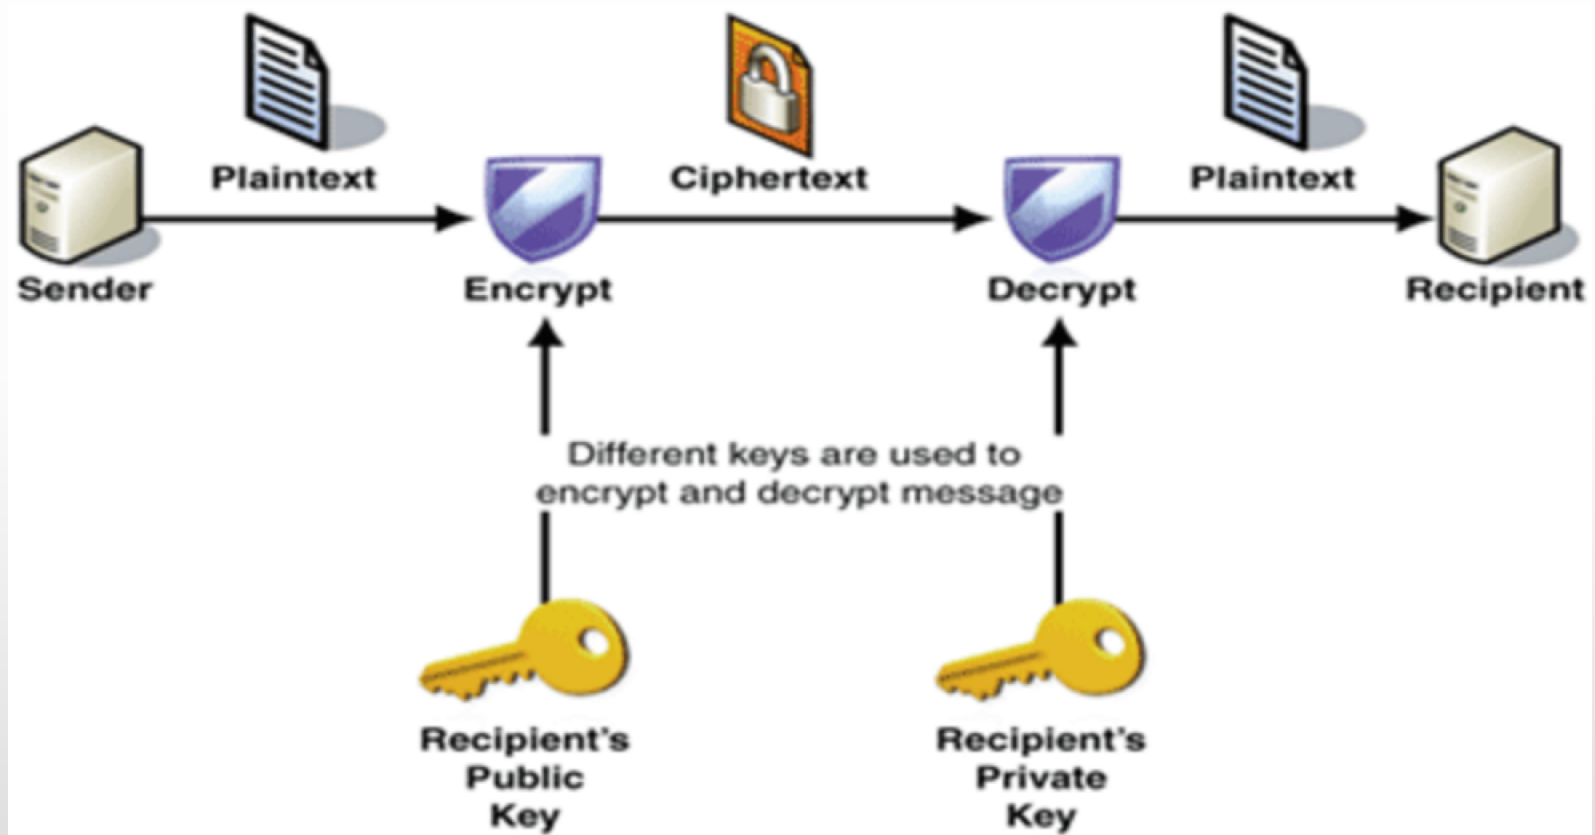 Plaintext
Ciphertext
Plaintext
Sender
Encrypt
Decrypt
Recipient
Different keys are used to
encrypt and decrypt message
Recipient's
Public
Key
Recipient's
Private
Key